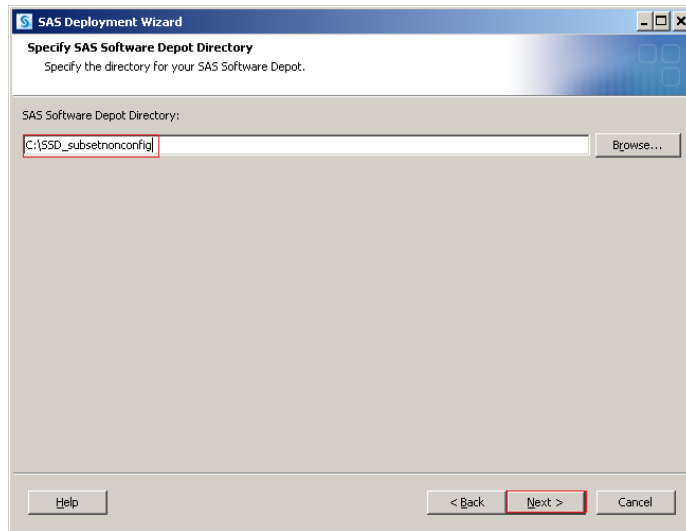 SAS Deployment Wizard
Specify SAS Software Depot Directory
Specify the directory for your SAS Software Depot.
SAS Software Depot Directory:
C:\SSD_subsetnonconfig
Browse...
Help
< Back
Next >
Cancel